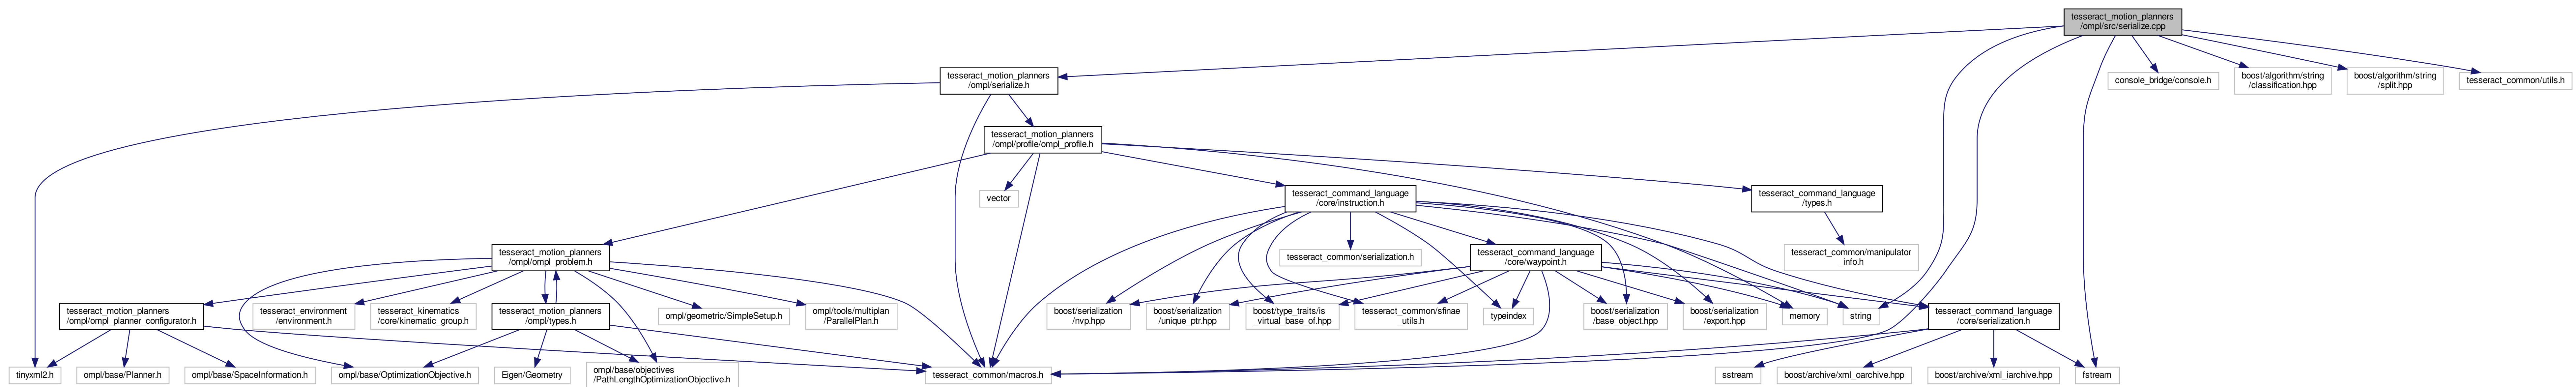 tesseract_motion_planners
/ompl/src/serialize.cpp
tesseract_motion_planners
/ompl/serialize.h
console_bridge/console.h
boost/algorithm/string
/classification.hpp
boost/algorithm/string
/split.hpp
tesseract_common/utils.h
tesseract_motion_planners
/ompl/profile/ompl_profile.h
vector
tesseract_command_language
/core/instruction.h
tesseract_command_language
/types.h
tesseract_motion_planners
/ompl/ompl_problem.h
tesseract_common/serialization.h
tesseract_command_language
/core/waypoint.h
tesseract_common/manipulator
_info.h
tesseract_motion_planners
/ompl/ompl_planner_configurator.h
tesseract_environment
/environment.h
tesseract_kinematics
/core/kinematic_group.h
tesseract_motion_planners
/ompl/types.h
ompl/geometric/SimpleSetup.h
ompl/tools/multiplan
/ParallelPlan.h
boost/serialization
/nvp.hpp
boost/serialization
/unique_ptr.hpp
boost/type_traits/is
_virtual_base_of.hpp
tesseract_common/sfinae
_utils.h
typeindex
boost/serialization
/base_object.hpp
boost/serialization
/export.hpp
memory
string
tesseract_command_language
/core/serialization.h
tinyxml2.h
ompl/base/Planner.h
ompl/base/SpaceInformation.h
ompl/base/OptimizationObjective.h
Eigen/Geometry
ompl/base/objectives
/PathLengthOptimizationObjective.h
tesseract_common/macros.h
sstream
boost/archive/xml_oarchive.hpp
boost/archive/xml_iarchive.hpp
fstream